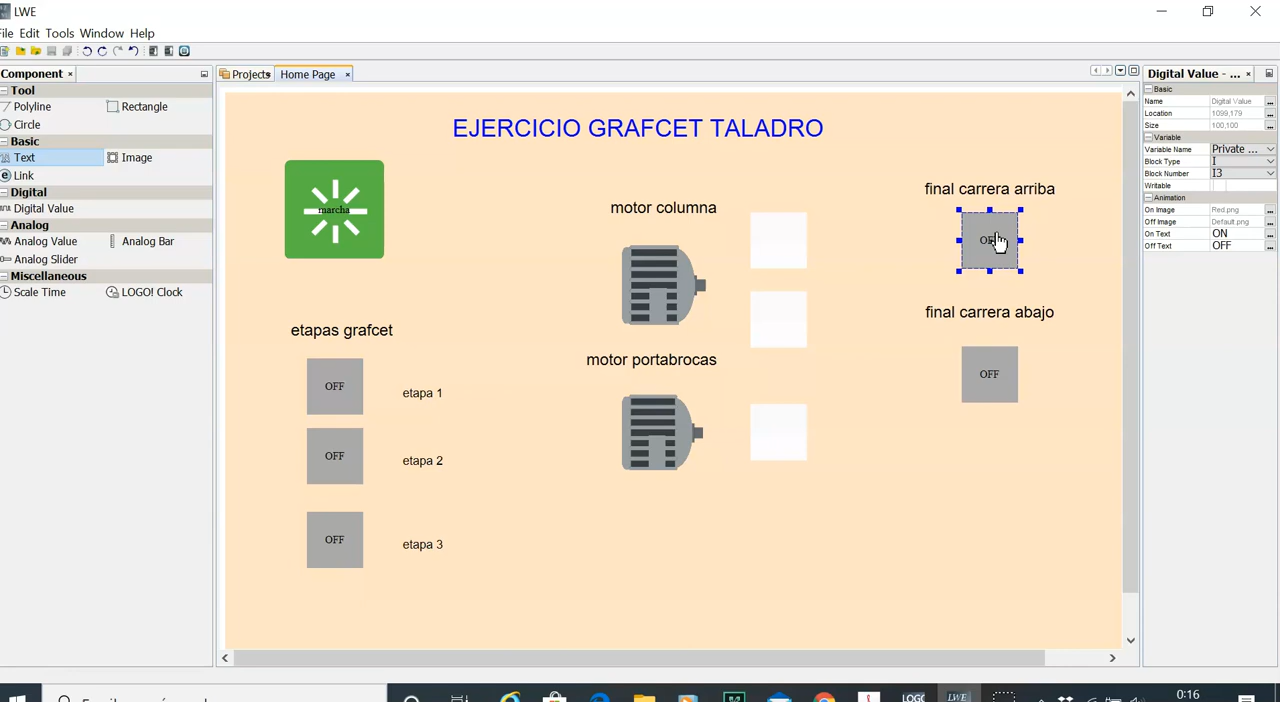 LWE
File Edit Tools Window Help
Component ×
Tool
Polyline Rectangle
Circle
Basic
Text Image
Link
Digital
Digital Value
Analog
Analog Value Analog Bar
Analog Slider
Miscellaneous
Scale Time LOGO! Clock
Projects Home Page ×
EJERCICIO GRAFCET TALADRO
marcha
motor columna
final carrera arriba
OFF
final carrera abajo
etapas grafcet
motor portabrocas
OFF
OFF etapa 1
OFF etapa 2
OFF etapa 3
Digital Value - ... ×
Basic
Name Digital Value ...
Location 1099,179 ...
Size 100,100 ...
Variable
Variable Name Private ...
Block Type I
Block Number I3
Writable
Animation
On Image Red.png ...
Off Image Default.png ...
On Text ON ...
Off Text OFF ...
LOGO
LWE
0:16